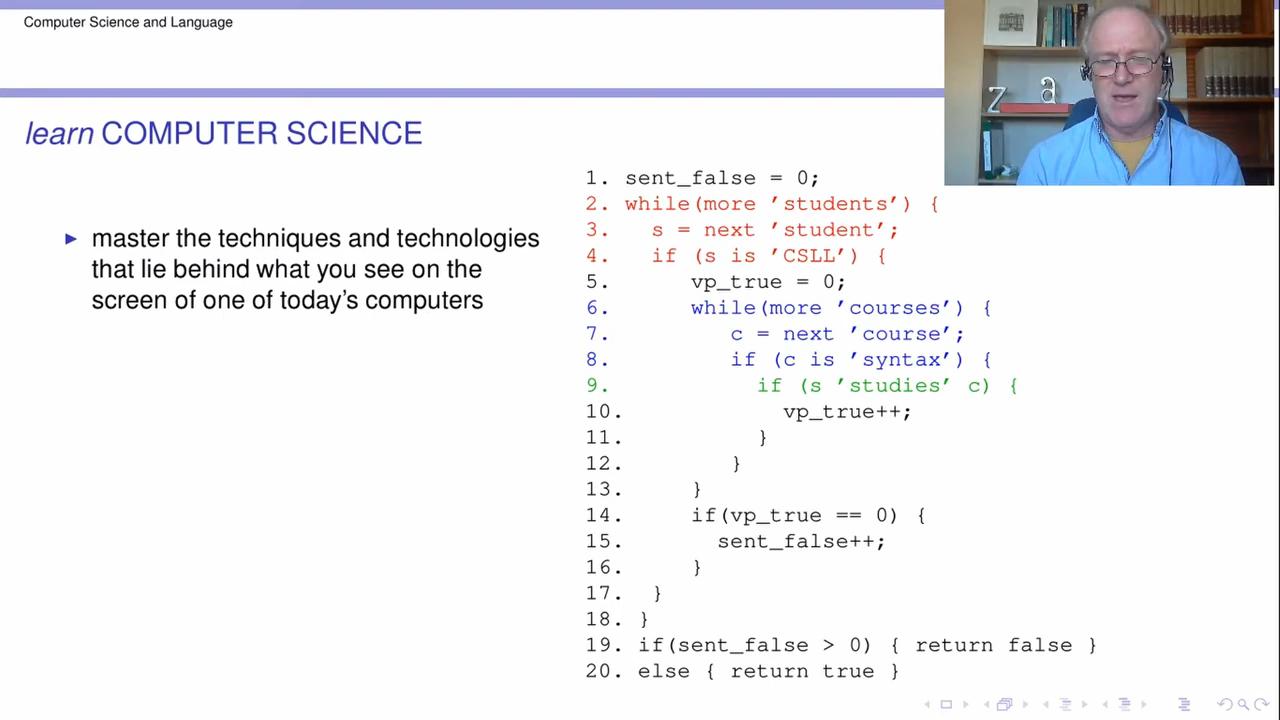 Computer Science and Language
learn COMPUTER SCIENCE
▶ master the techniques and technologies
that lie behind what you see on the
screen of one of today's computers
1. sent_false = 0;
2. while(more 'students') {
3. s = next 'student';
4. if (s is 'CSLL') {
5. vp_true = 0;
6. while(more 'courses') {
7. c = next 'course';
8. if (c is 'syntax') {
9. if (s 'studies' c) {
10. vp_true++;
11. }
12. }
13. }
14. if(vp_true == 0) {
15. sent_false++;
16. }
17. }
18. }
19. if(sent_false > 0) { return false }
20. else { return true }
z a